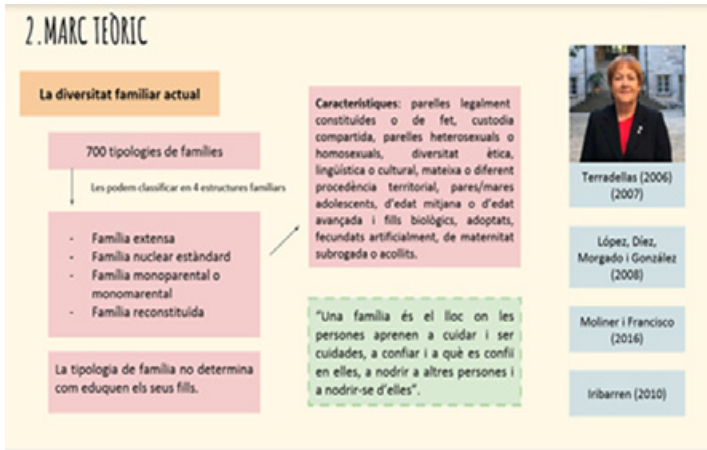 2.MARC TEÒRIC
La diversitat familiar actual
700 tipologies de famílies
Les podem classificar en 4 estructures familiars
- Família extensa
- Família nuclear estàndard
- Família monoparental o
monomarental
- Família reconstituïda
La tipologia de família no determina
com eduquen els seus fills.
Característiques: parelles legalment
constituïdes o de fet, custodia
compartida, parelles heterosexuals o
homosexuals, diversitat ètica,
lingüística o cultural, mateixa o diferent
procedència territorial, pares/mares
adolescents, d'edat mitjana o d'edat
avançada i fills biològics, adoptats,
fecundats artificialment, de maternitat
subrogada o acollits.
"Una família és el lloc on les
persones aprenen a cuidar i ser
cuidades, a confiar i a què es confiï
en elles, a nodrir a altres persones i
a nodrir-se d'elles".
Terradellas (2006)
(2007)
López, Díez,
Morgado i González
(2008)
Moliner i Francisco
(2016)
Iribarren (2010)